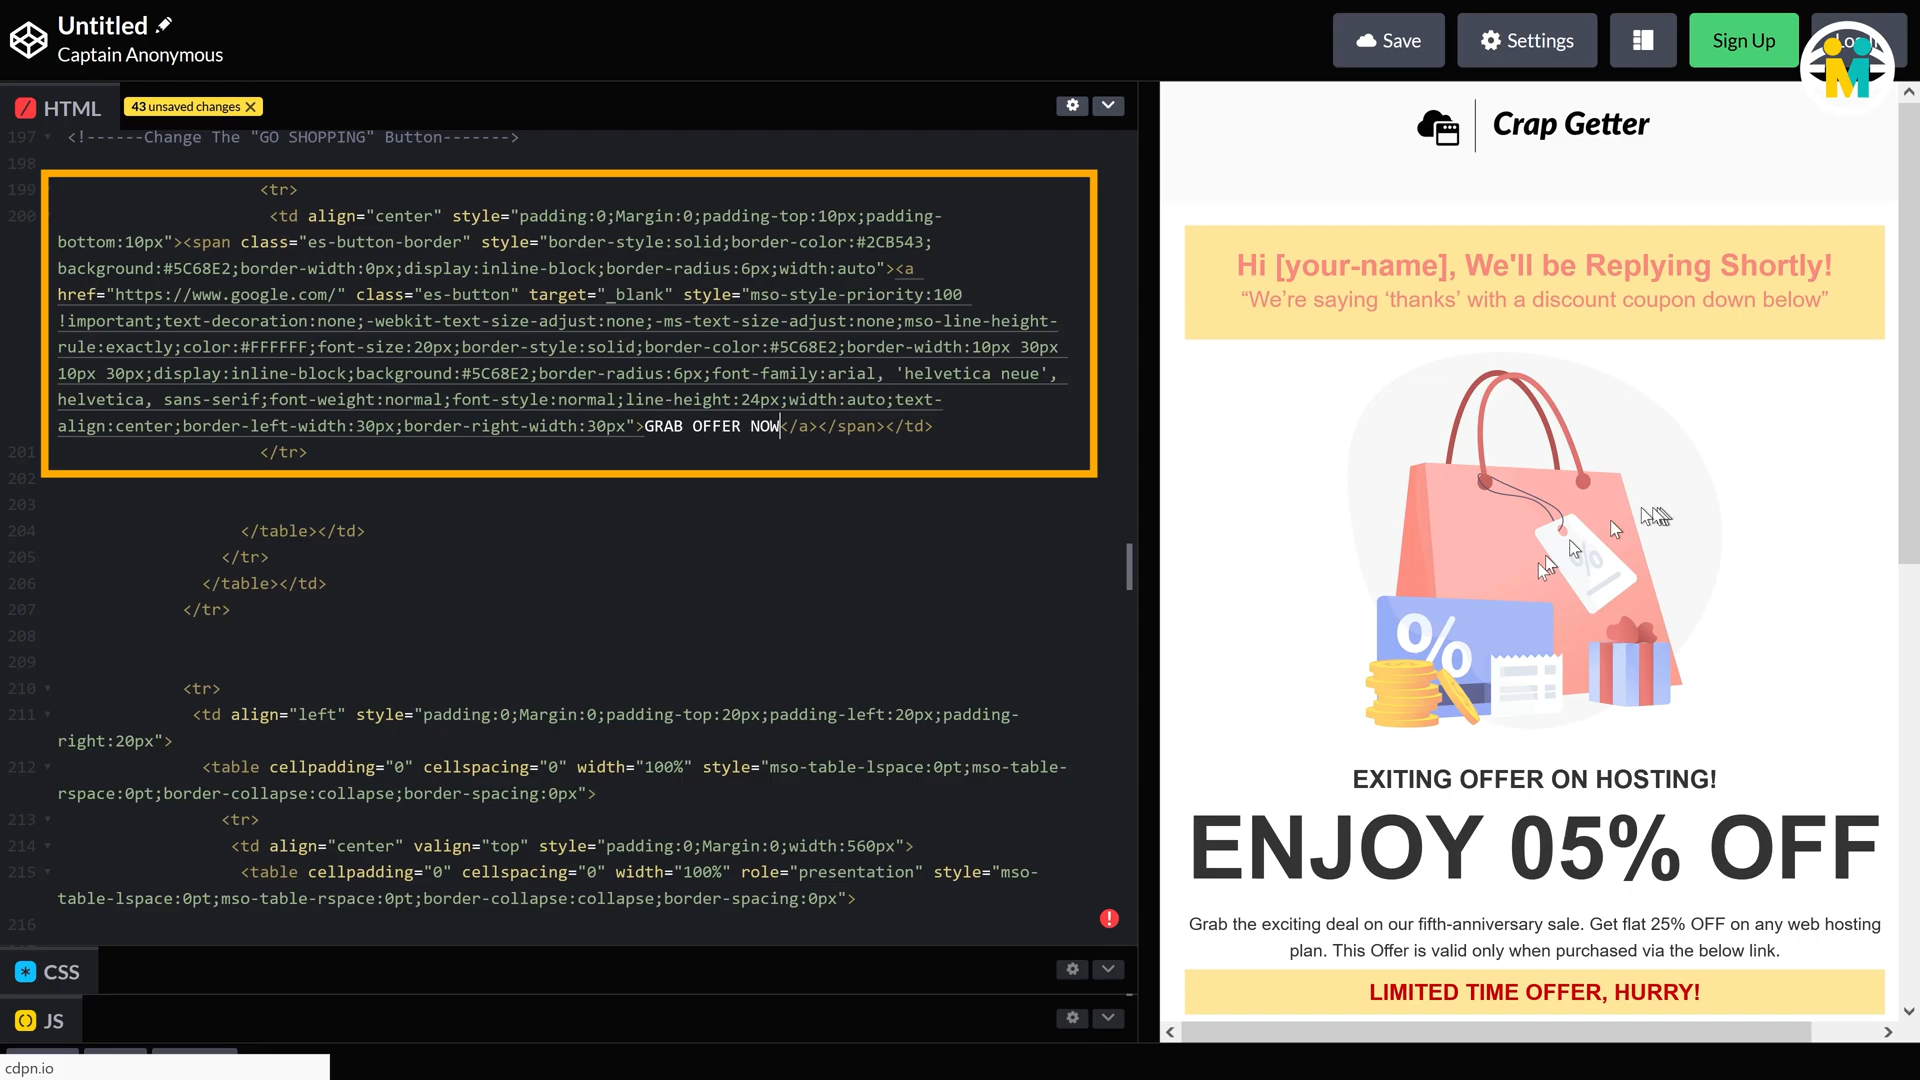 Untitled
Captain Anonymous
Save
Settings
Sign Up
HTML
43 unsaved changes
197 <!------Change The "GO SHOPPING" Button------->
198
199 <tr>
200 <td align="center" style="padding:0;Margin:0;padding-top:10px;padding-
bottom:10px"><span class="es-button-border" style="border-style:solid;border-color:#2CB543;
background:#5C68E2;border-width:0px;display:inline-block;border-radius:6px;width:auto"><a
href="https://www.google.com/" class="es-button" target="_blank" style="mso-style-priority:100
!important;text-decoration:none;-webkit-text-size-adjust:none;-ms-text-size-adjust:none;mso-line-height-
rule:exactly;color:#FFFFFF;font-size:20px;border-style:solid;border-color:#5C68E2;border-width:10px 30px
10px 30px;display:inline-block;background:#5C68E2;border-radius:6px;font-family:arial, 'helvetica neue',
helvetica, sans-serif;font-weight:normal;font-style:normal;line-height:24px;width:auto;text-
align:center;border-left-width:30px;border-right-width:30px">GRAB OFFER NOW</a></span></td>
201 </tr>
202
203
204 </table></td>
205 </tr>
206 </table></td>
207 </tr>
208
209
210 <tr>
211 <td align="left" style="padding:0;Margin:0;padding-top:20px;padding-left:20px;padding-
right:20px">
212 <table cellpadding="0" cellspacing="0" width="100%" style="mso-table-lspace:0pt;mso-table-
rspace:0pt;border-collapse:collapse;border-spacing:0px">
213 <tr>
214 <td align="center" valign="top" style="padding:0;Margin:0;width:560px">
215 <table cellpadding="0" cellspacing="0" width="100%" role="presentation" style="mso-
table-lspace:0pt;mso-table-rspace:0pt;border-collapse:collapse;border-spacing:0px">
216
CSS
JS
cdpn.io
M
Crap Getter
Hi [your-name], We'll be Replying Shortly!
“We’re saying ‘thanks’ with a discount coupon down below”
%
%
EXITING OFFER ON HOSTING!
ENJOY 05% OFF
Grab the exciting deal on our fifth-anniversary sale. Get flat 25% OFF on any web hosting
plan. This Offer is valid only when purchased via the below link.
LIMITED TIME OFFER, HURRY!